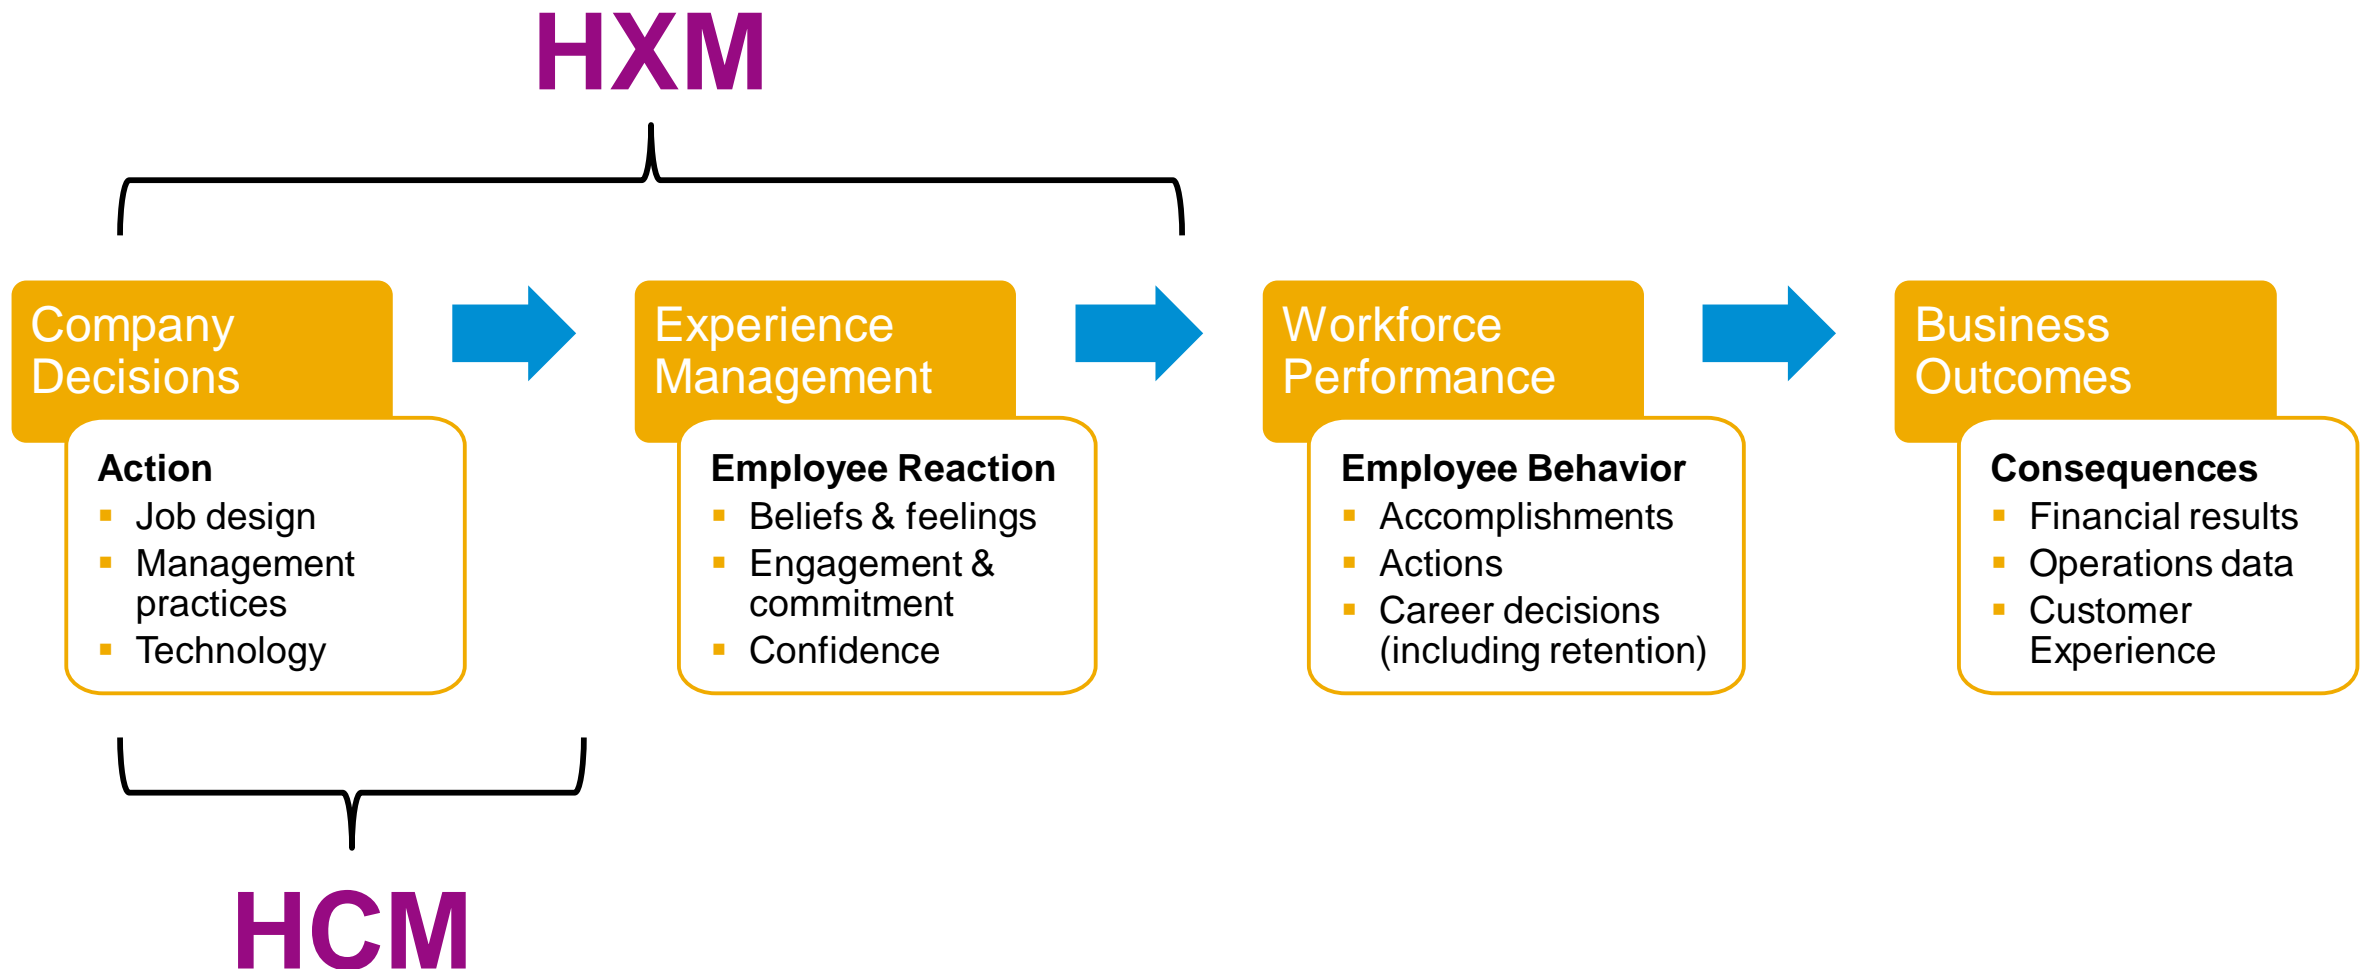 HXM
Company
Decisions
Action
▪ Job design
▪ Management
practices
▪ Technology
Experience
Management
Employee Reaction
▪ Beliefs & feelings
▪ Engagement &
commitment
▪ Confidence
Workforce
Performance
Employee Behavior
▪ Accomplishments
▪ Actions
▪ Career decisions
(including retention)
Business
Outcomes
Consequences
▪ Financial results
▪ Operations data
▪ Customer
Experience
HCM